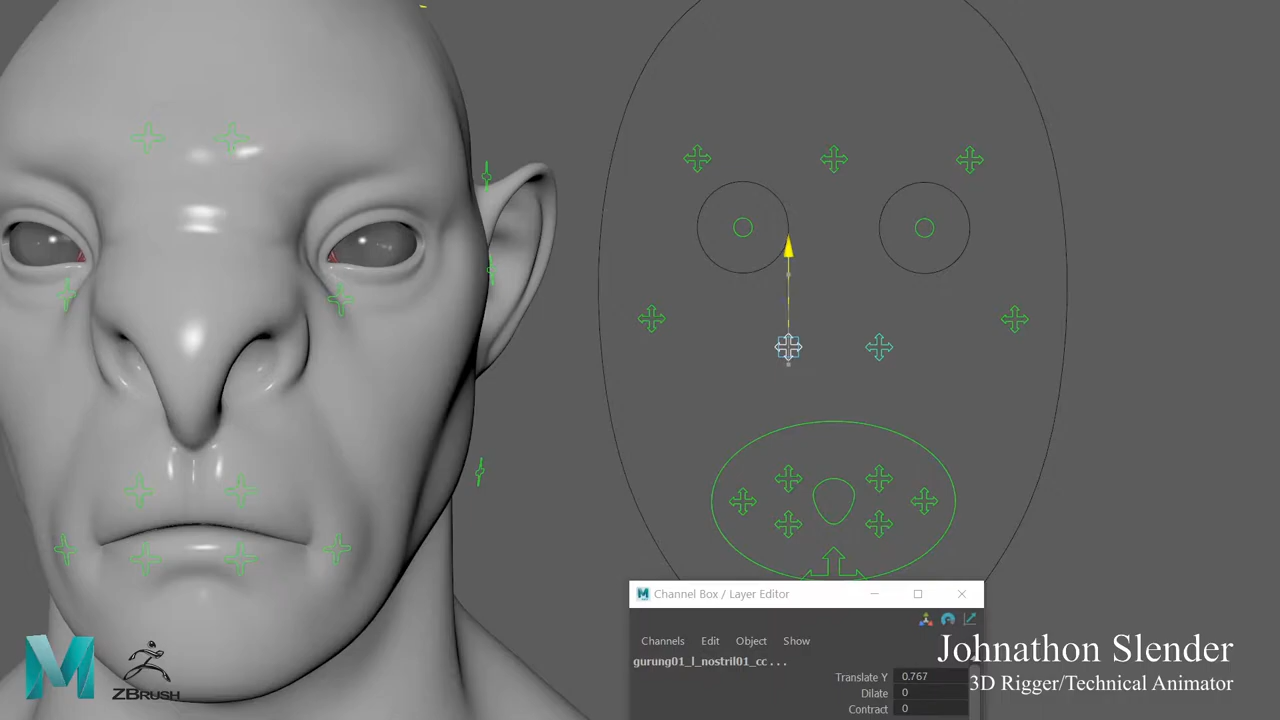 Channel Box / Layer Editor
Channels Edit Object Show
gurung01_l_nostril01_cc...
Translate Y 0.767
Dilate 0
Contract 0
Johnathon Slender
3D Rigger/Technical Animator
M
ZBRUSH